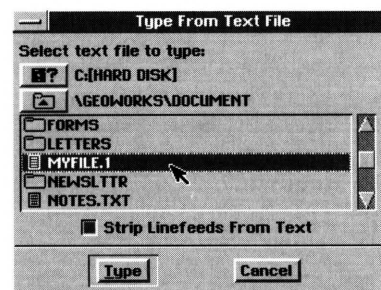 Type From Text File
Select text file to type:
? C:[HARD DISK]
\GEOWORKS\DOCUMENT
FORMS
LETTERS
MYFILE.1
NEWSLTTR
NOTES.TXT
Strip Linefeeds From Text
Type
Cancel